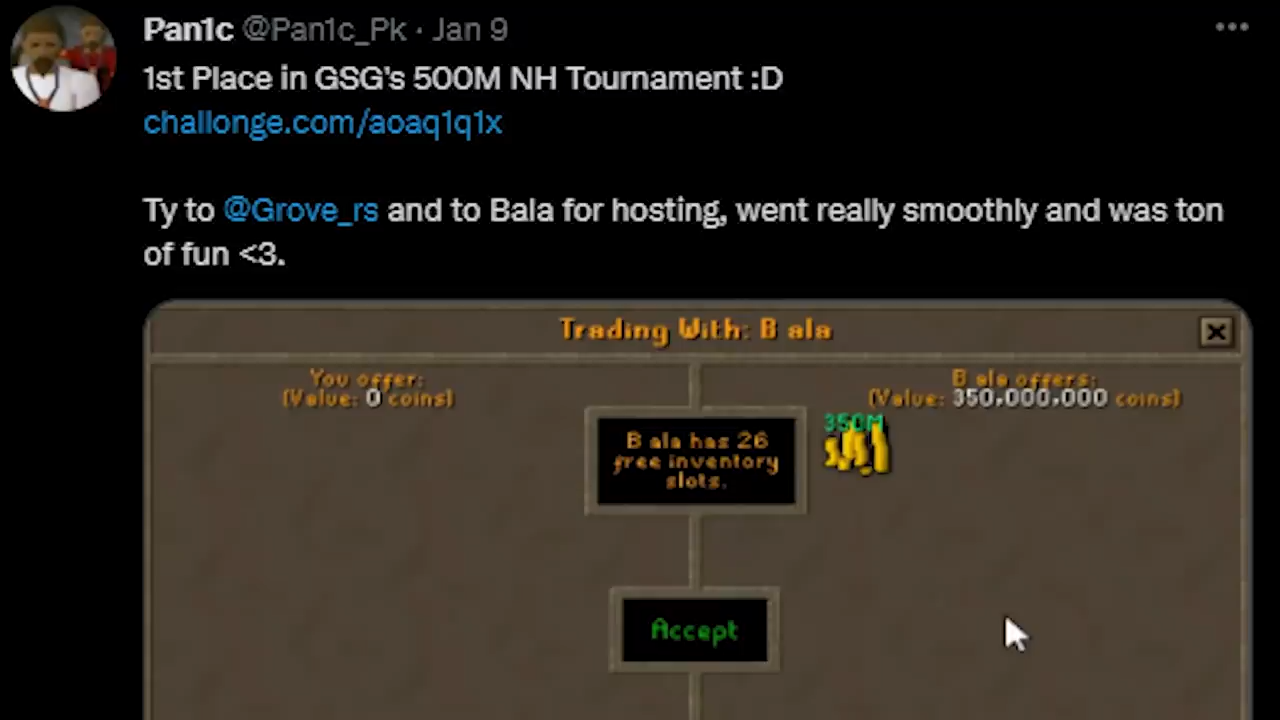 Pan1c @Pan1c_Pk · Jan 9
1st Place in GSG's 500M NH Tournament :D
challonge.com/aoaq1q1x
Ty to @Grove_rs and to Bala for hosting, went really smoothly and was ton
of fun <3.
Trading With: B ala
You offer:
(Value: 0 coins)
B ala offers:
(Value: 350,000,000 coins)
B ala has 26
free inventory
slots.
350M
Accept